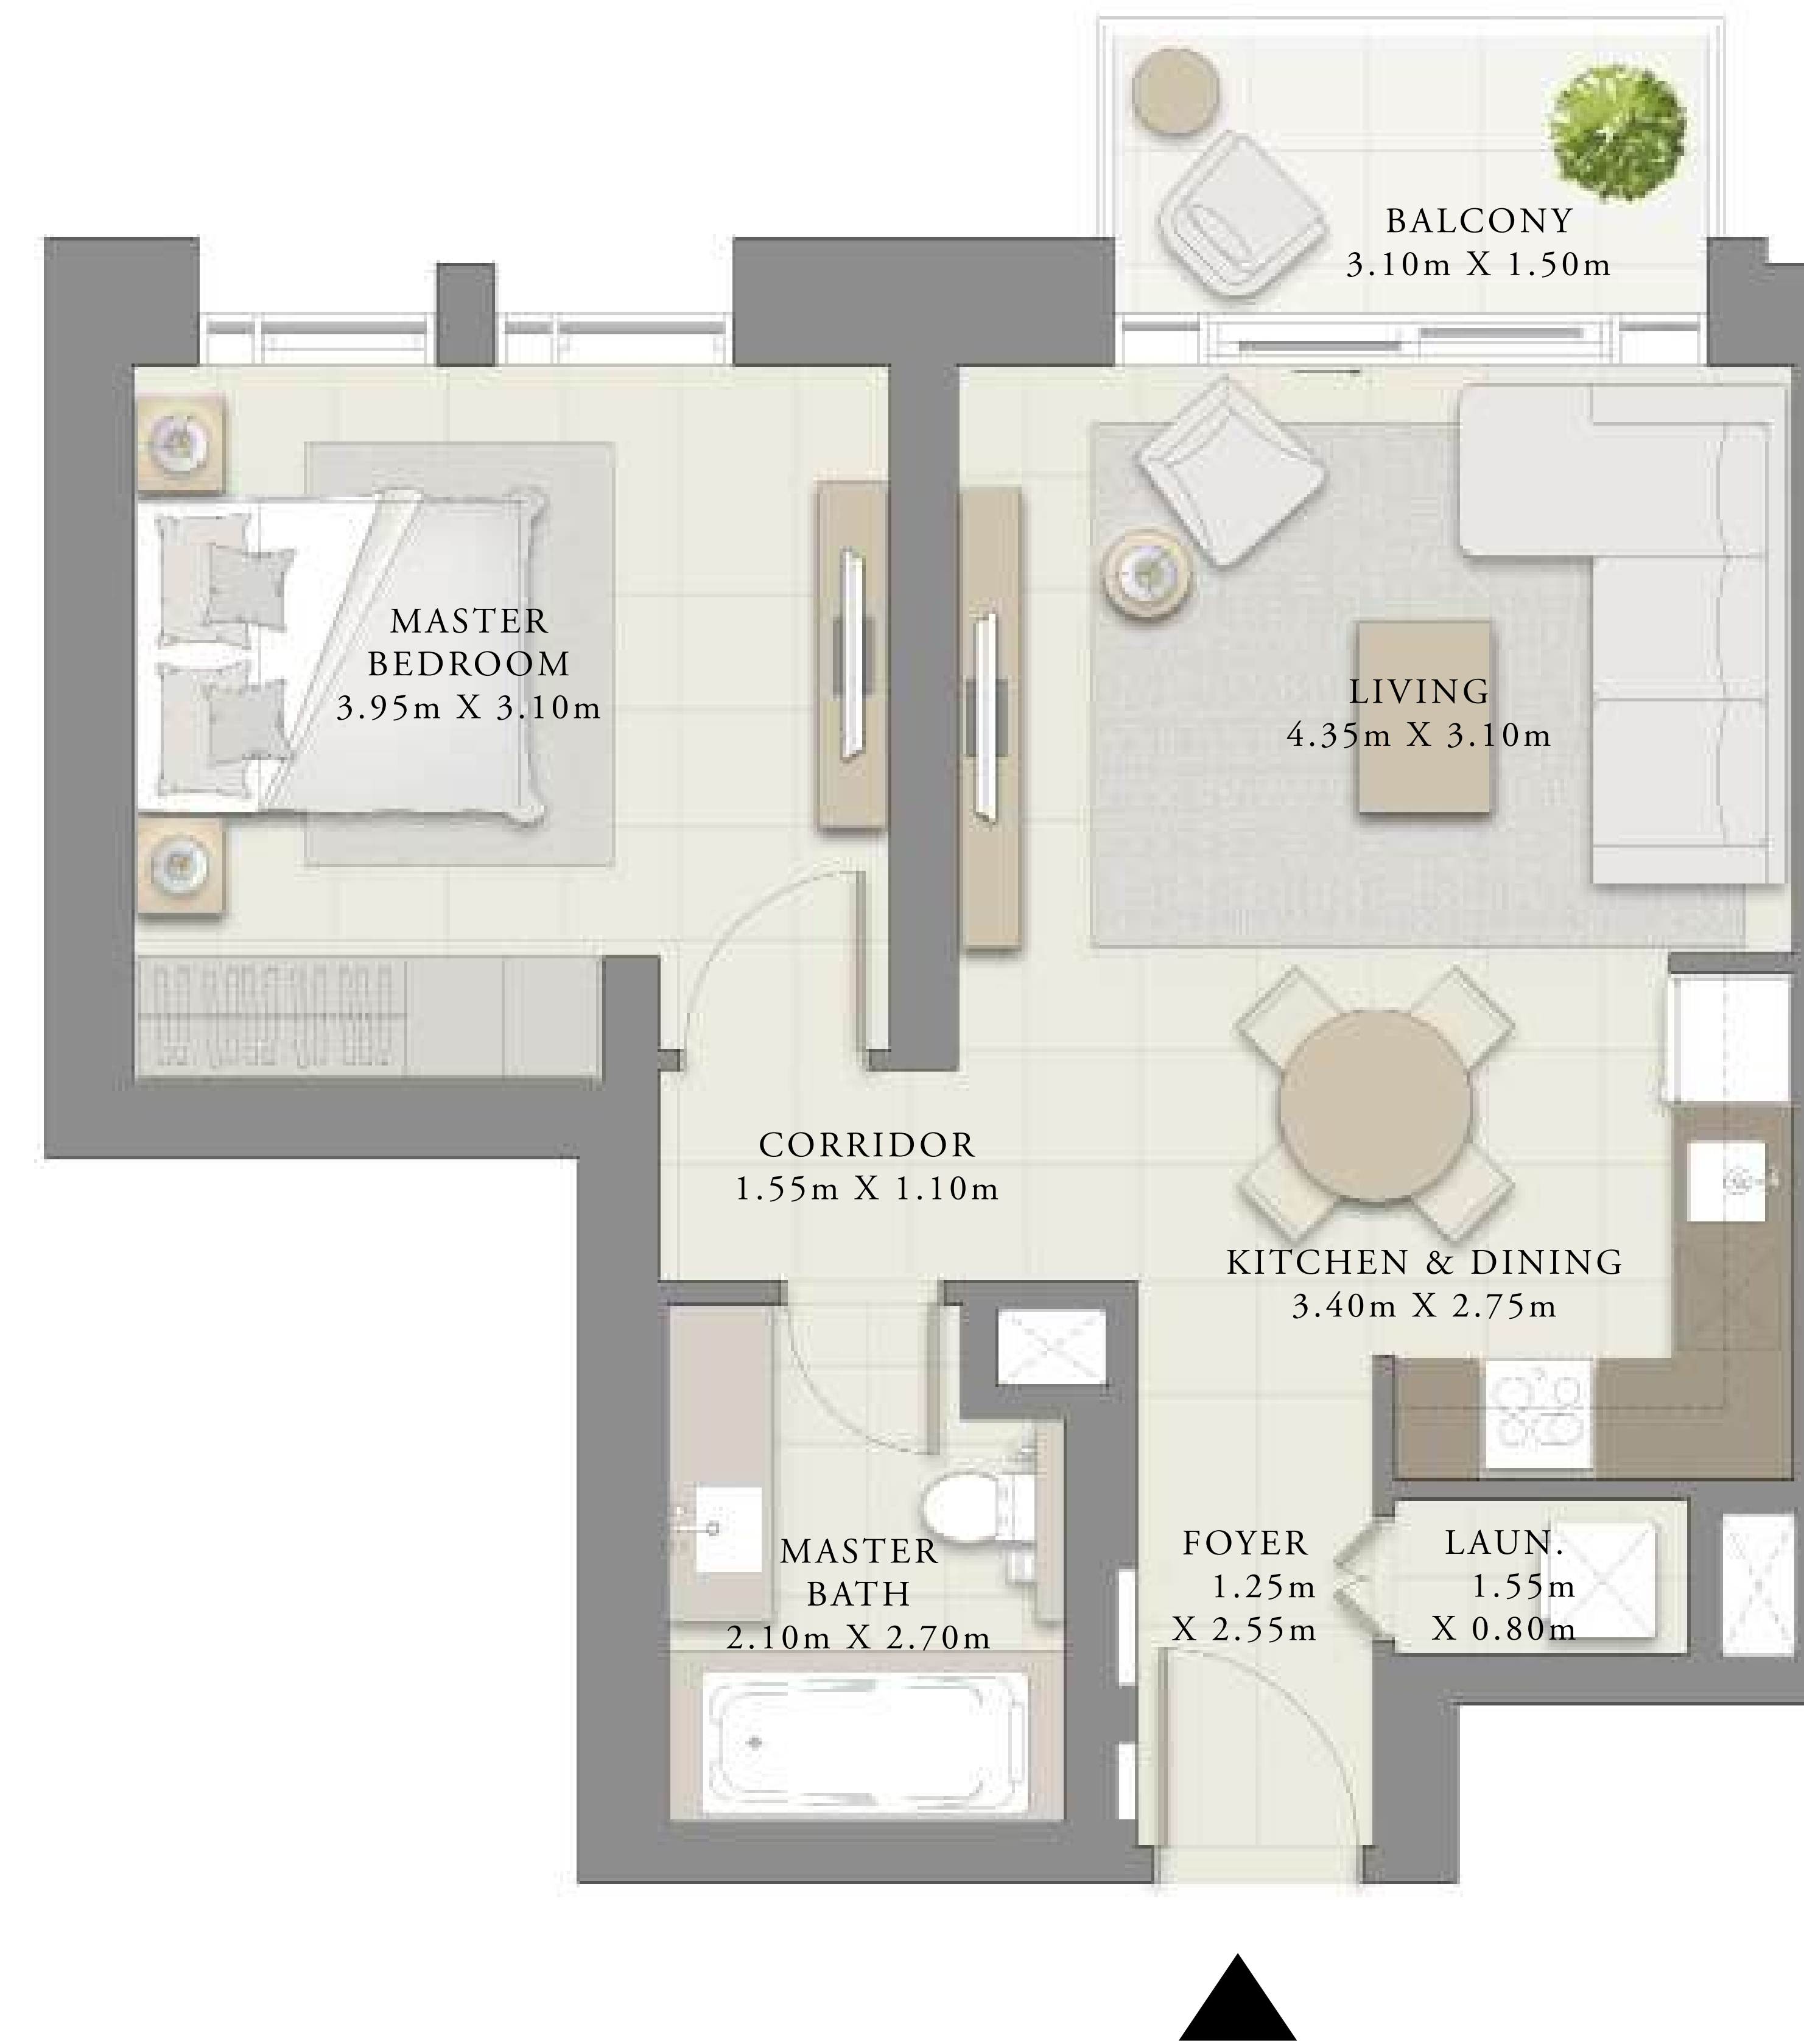 BALCONY
3.10m X 1.50m
MASTER
BEDROOM
3.95m X 3.10m
LIVING
4.35m X 3.10m
CORRIDOR
1.55m X 1.10m
KITCHEN & DINING
3.40m X 2.75m
MASTER
BATH
2.10m X 2.70m
FOYER
1.25m
X 2.55m
LAUN.
1.55m
X 0.80m